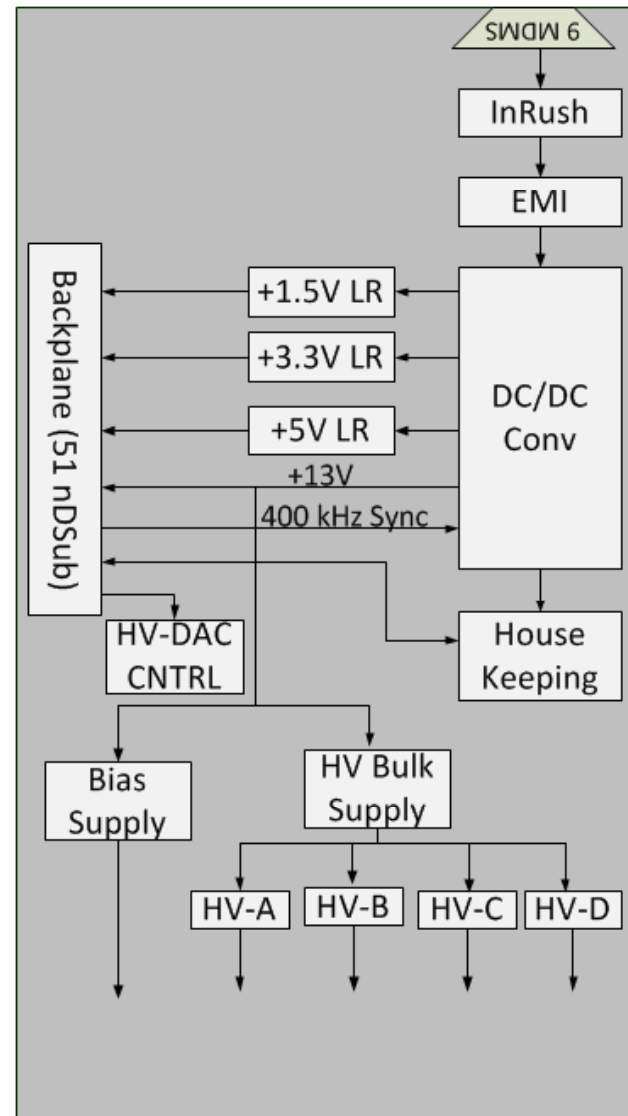 9 MDMS
InRush
EMI
Backplane (51 nDSub)
+1.5V LR
+3.3V LR
DC/DC
Conv
+5V LR
+13V
400 kHz Sync
HV-DAC
CNTRL
House
Keeping
Bias
Supply
HV Bulk
Supply
HV-A
HV-B
HV-C
HV-D